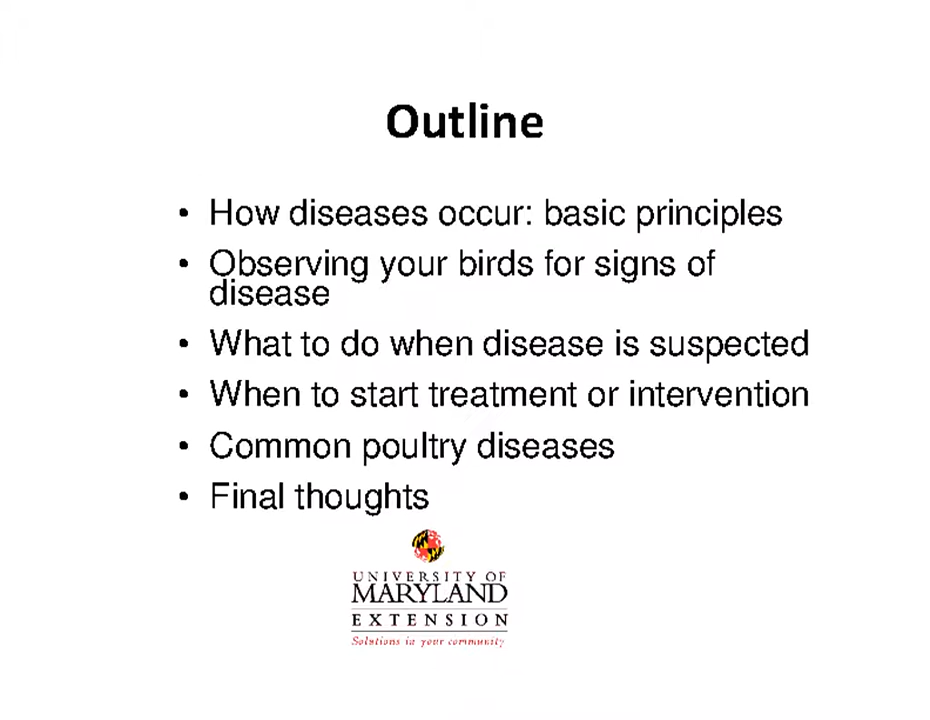 Outline
• How diseases occur: basic principles
• Observing your birds for signs of
disease
• What to do when disease is suspected
• When to start treatment or intervention
• Common poultry diseases
• Final thoughts
UNIVERSITY OF
MARYLAND
EXTENSION
Solutions in your community